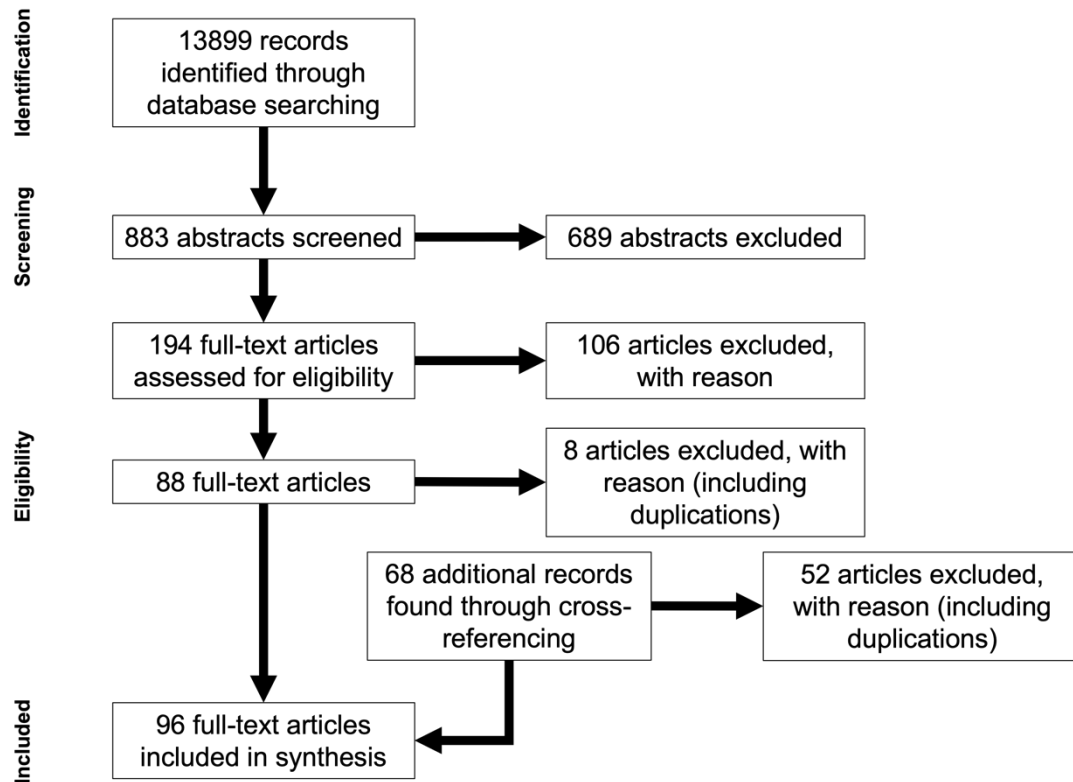 Identification
13899 records
identified through
database searching
Screening
883 abstracts screened
689 abstracts excluded
194 full-text articles
assessed for eligibility
106 articles excluded,
with reason
Eligibility
88 full-text articles
8 articles excluded, with
reason (including
duplications)
68 additional records
found through cross-
referencing
52 articles excluded,
with reason (including
duplications)
Included
96 full-text articles
included in synthesis